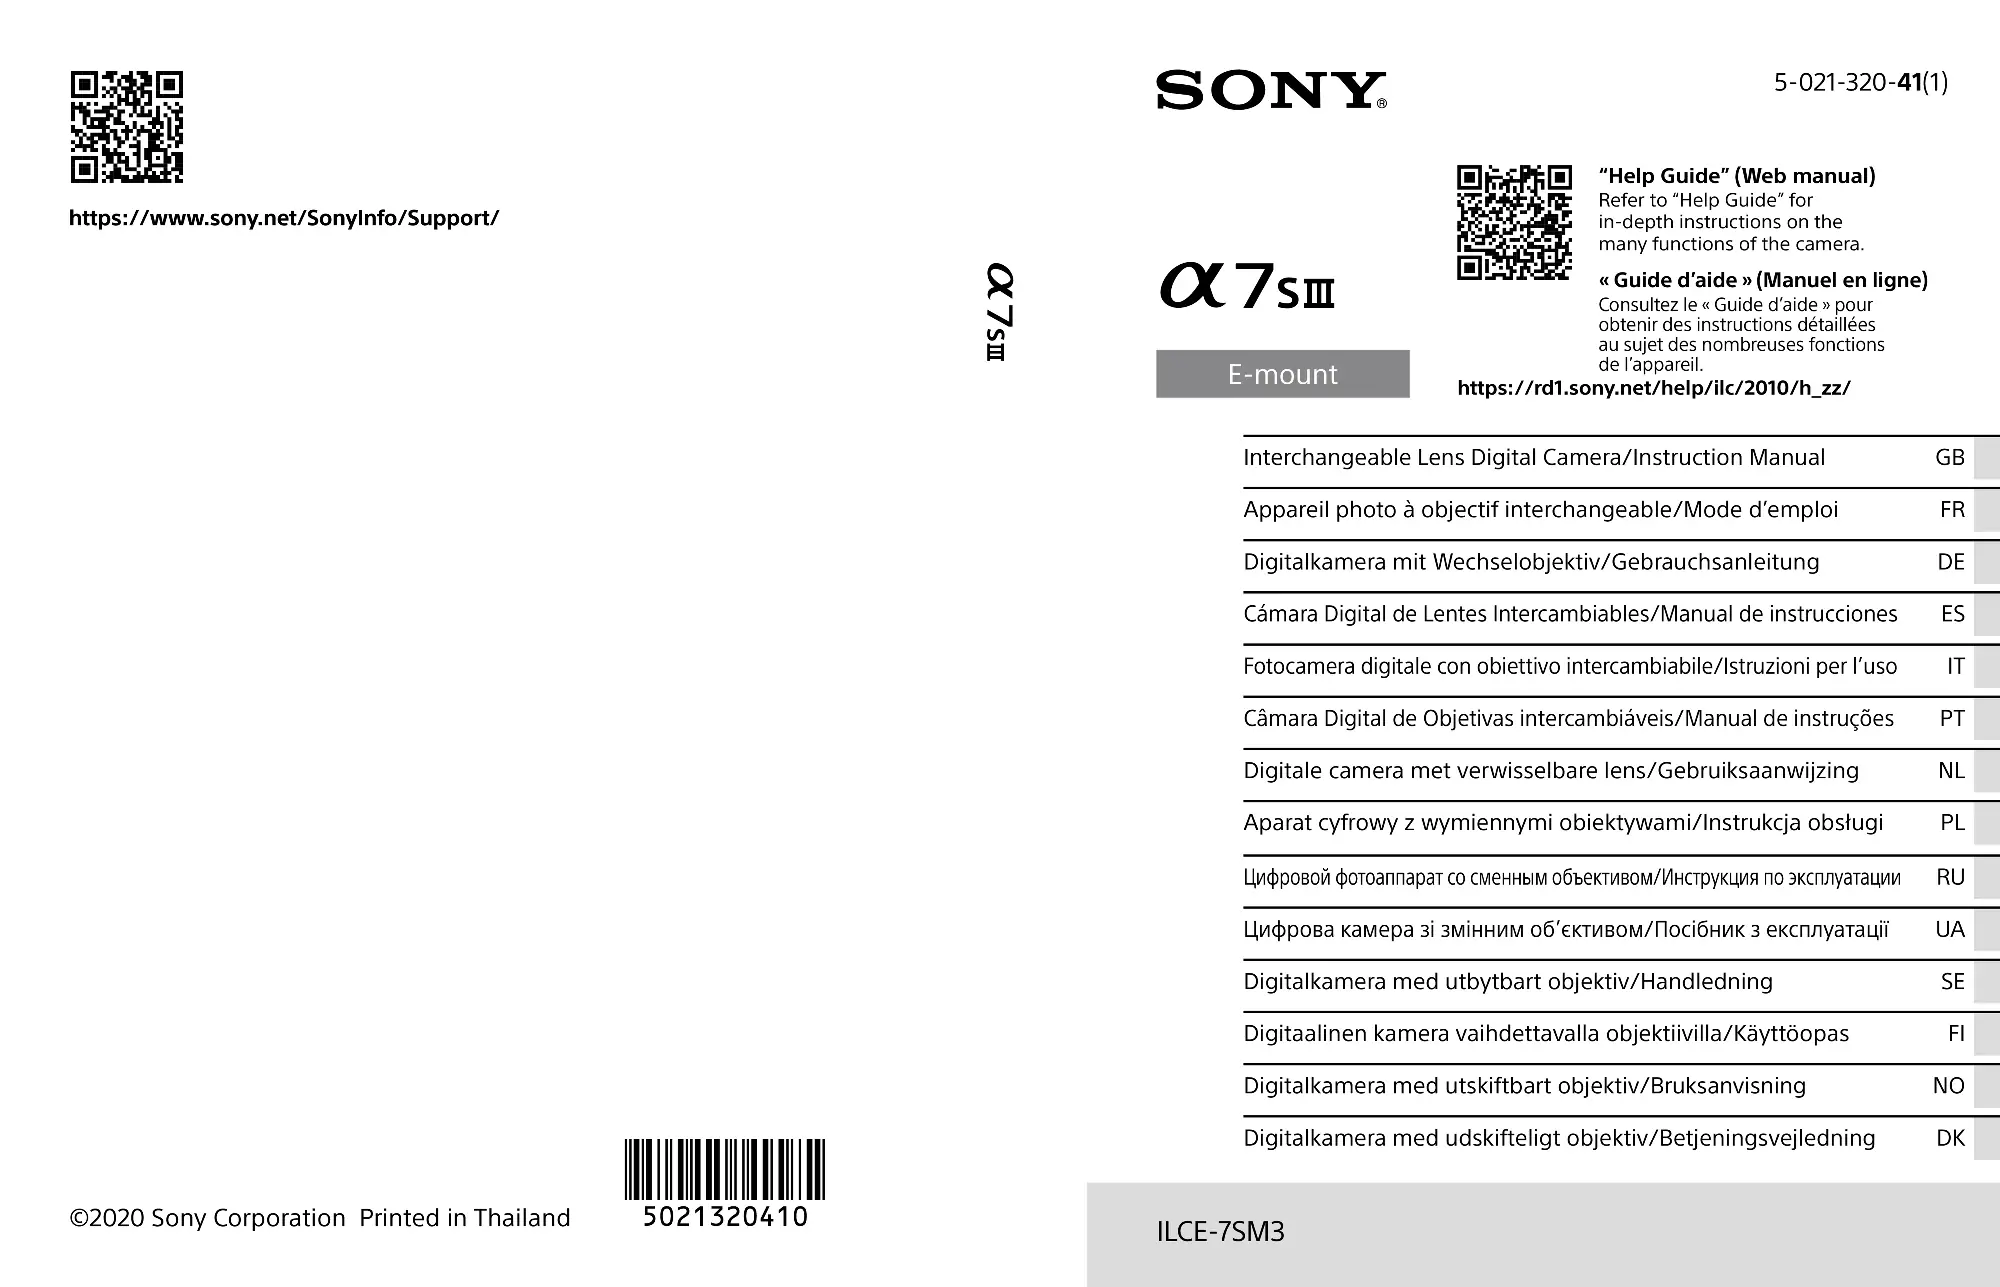 https://www.sony.net/SonyInfo/Support/
©2020 Sony Corporation Printed in Thailand
5021320410
α7SIII
SONY®
5-021-320-41(1)
α7SIII
E-mount
“Help Guide” (Web manual)
Refer to “Help Guide” for
in-depth instructions on the
many functions of the camera.
« Guide d’aide » (Manuel en ligne)
Consultez le « Guide d’aide » pour
obtenir des instructions détaillées
au sujet des nombreuses fonctions
de l’appareil.
https://rd1.sony.net/help/ilc/2010/h_zz/
Interchangeable Lens Digital Camera/Instruction Manual GB
Appareil photo à objectif interchangeable/Mode d’emploi FR
Digitalkamera mit Wechselobjektiv/Gebrauchsanleitung DE
Cámara Digital de Lentes Intercambiables/Manual de instrucciones ES
Fotocamera digitale con obiettivo intercambiabile/Istruzioni per l’uso IT
Câmara Digital de Objetivas intercambiáveis/Manual de instruções PT
Digitale camera met verwisselbare lens/Gebruiksaanwijzing NL
Aparat cyfrowy z wymiennymi obiektywami/Instrukcja obsługi PL
Цифровой фотоаппарат со сменным объективом/Инструкция по эксплуатации RU
Цифрова камера зі змінним об’єктивом/Посібник з експлуатації UA
Digitalkamera med utbytbart objektiv/Handledning SE
Digitaalinen kamera vaihdettavalla objektiivilla/Käyttöopas FI
Digitalkamera med utskiftbart objektiv/Bruksanvisning NO
Digitalkamera med udskifteligt objektiv/Betjeningsvejledning DK
ILCE-7SM3